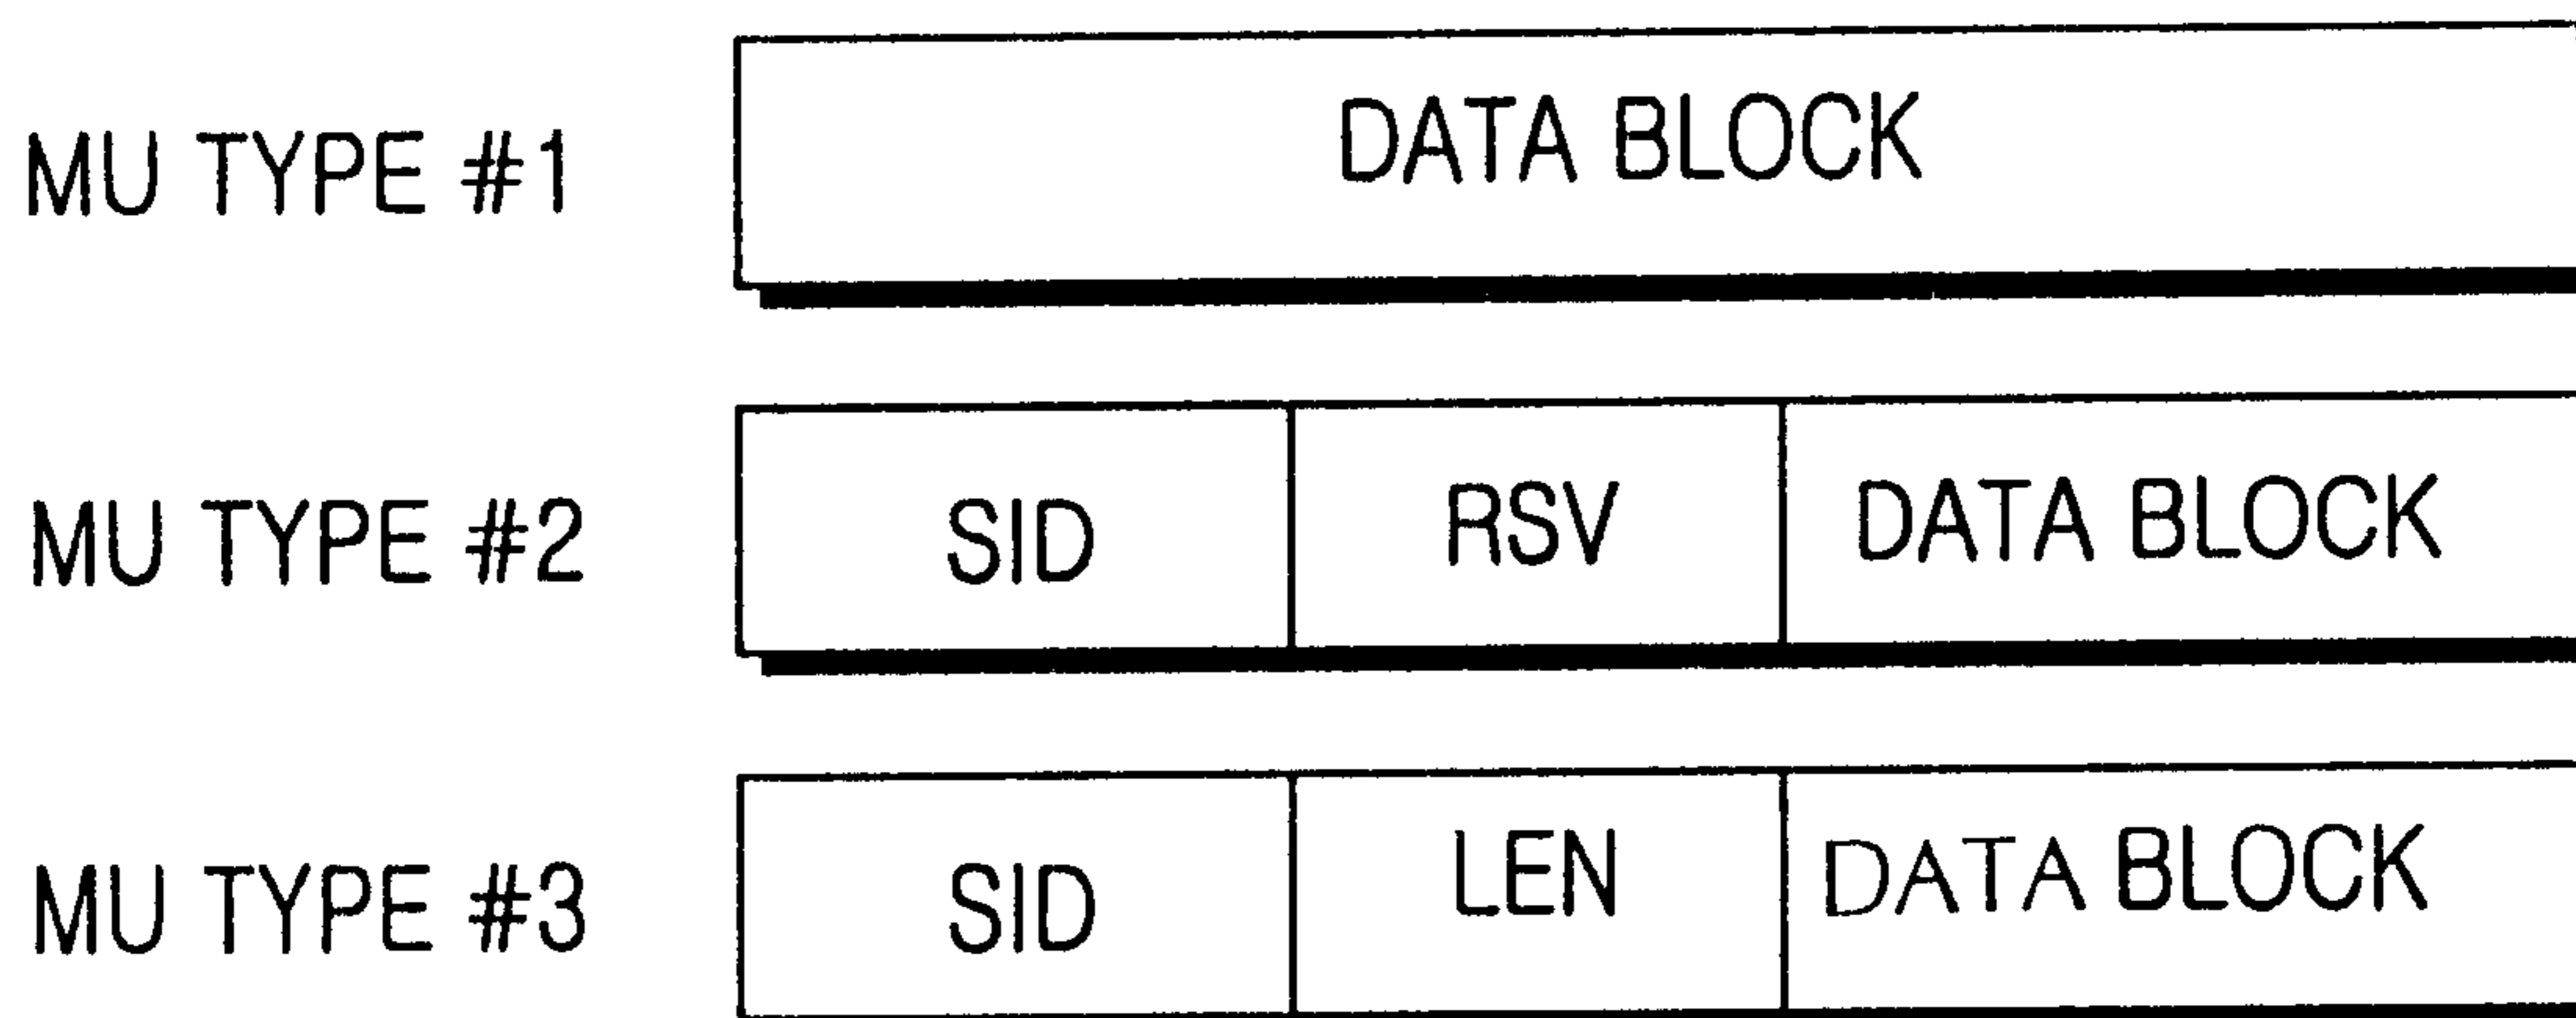 MU TYPE #1 DATA BLOCK
MU TYPE #2 SID RSV DATA BLOCK
MU TYPE #3 SID LEN DATA BLOCK